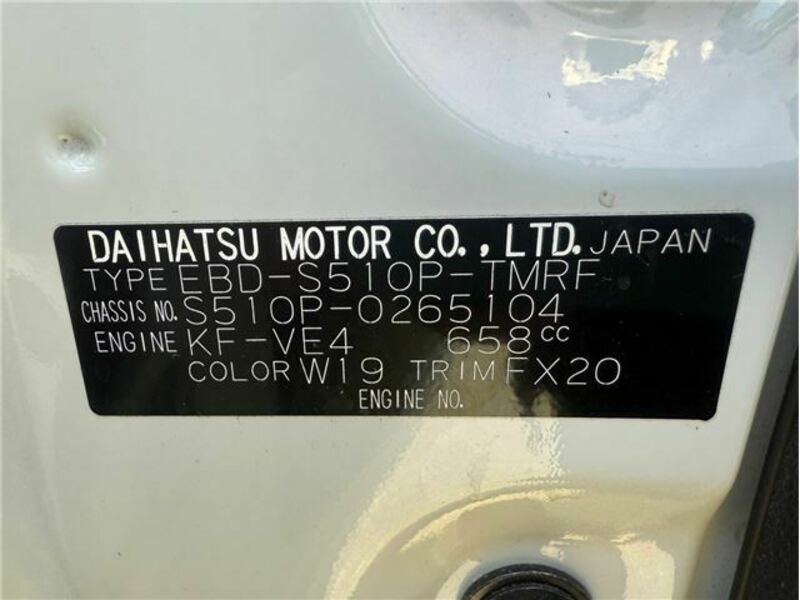 DAIHATSU MOTOR CO., LTD. JAPAN
TYPE EBD-S510P-TMRF
CHASSIS NO. S510P-0265104
ENGINE KF-VE4 658cc
COLOR W19 TRIM FX20
ENGINE NO.